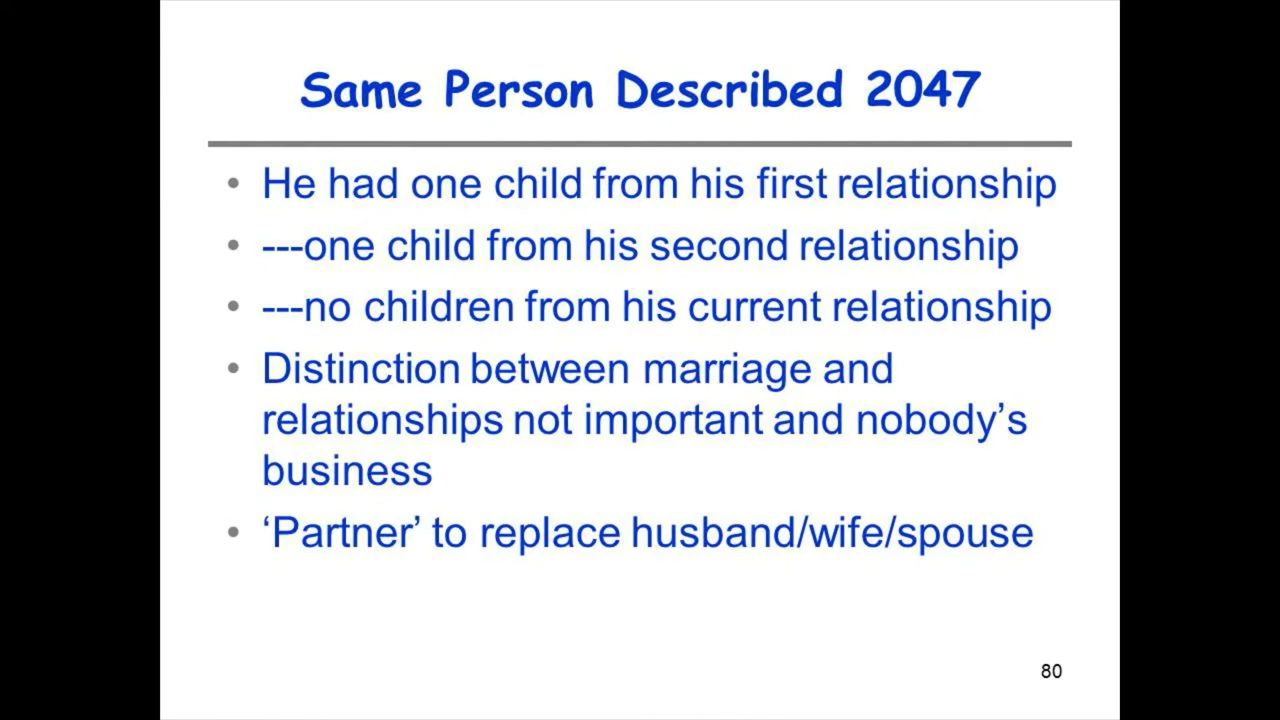 Same Person Described 2047
• He had one child from his first relationship
• ---one child from his second relationship
• ---no children from his current relationship
• Distinction between marriage and
relationships not important and nobody’s
business
• ‘Partner’ to replace husband/wife/spouse
80